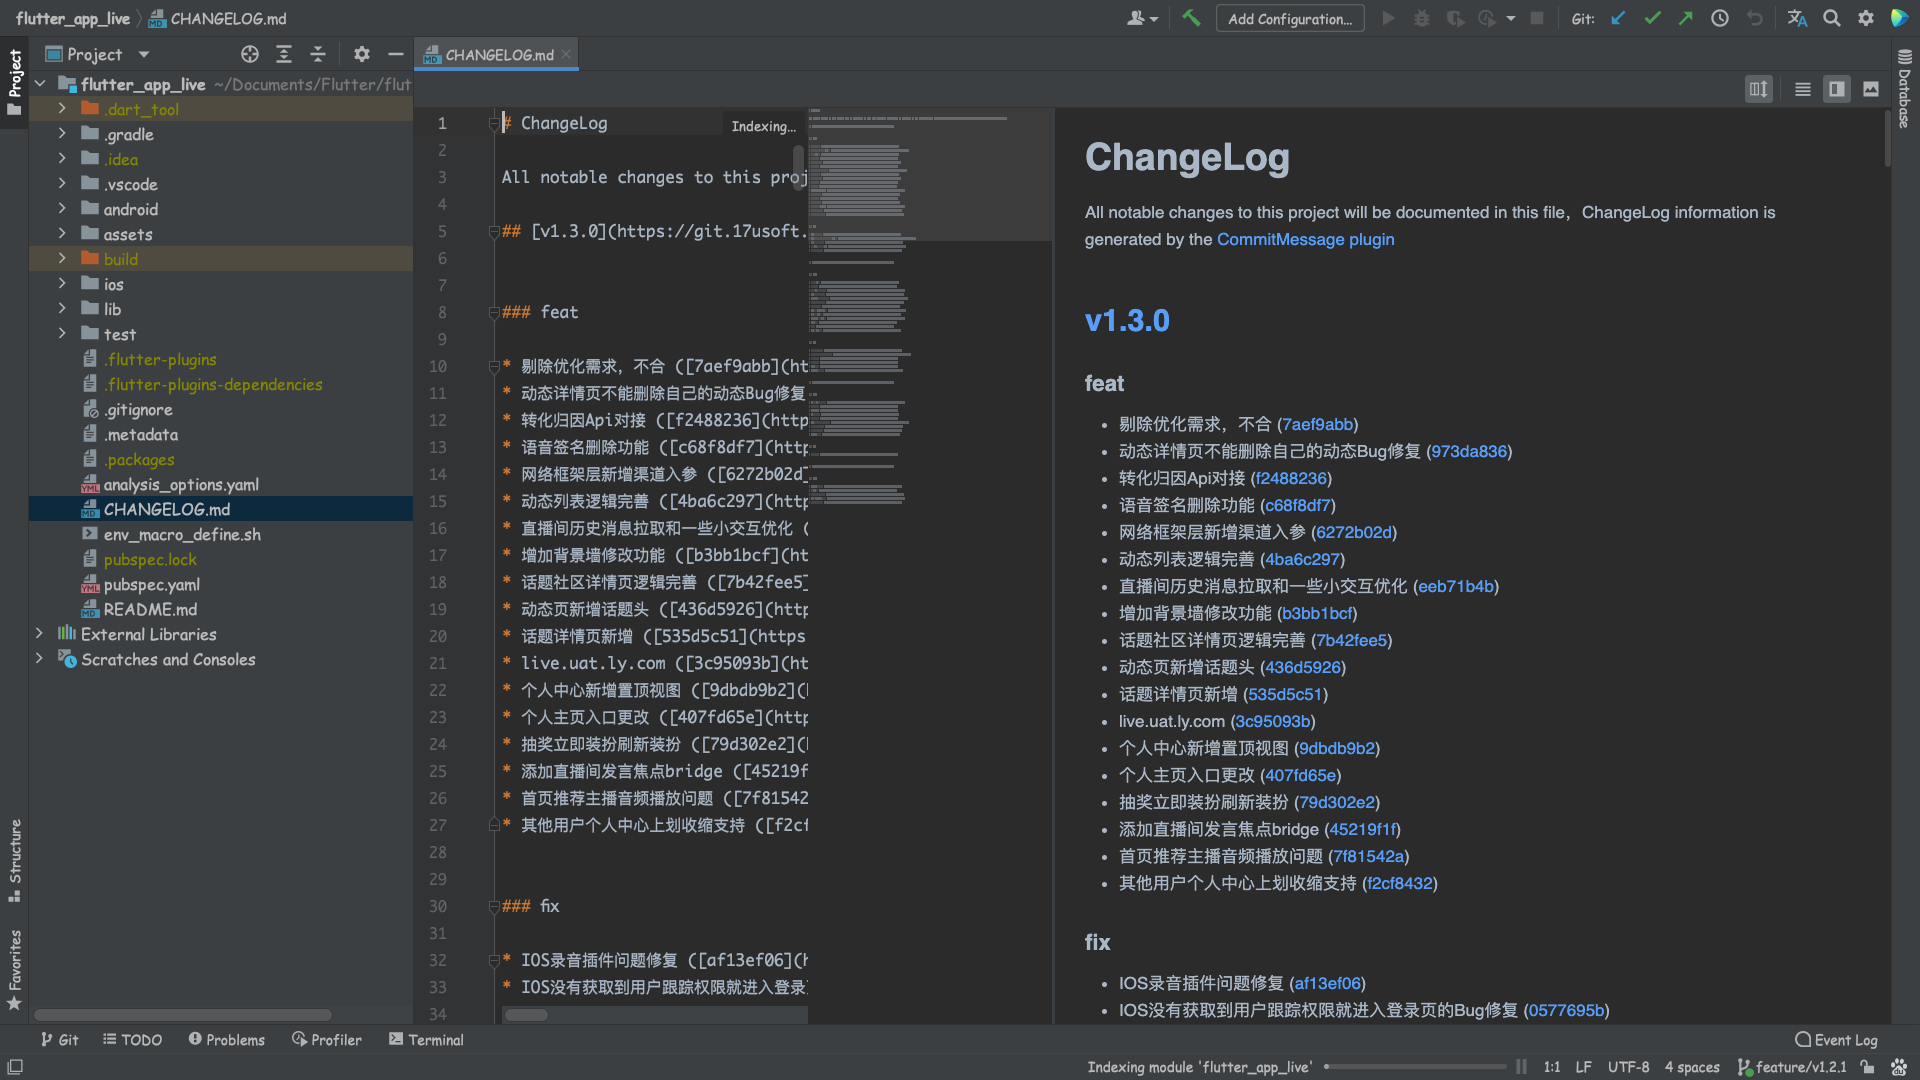 flutter_app_live
CHANGELOG.md
Add Configuration...
Git:
Project
CHANGELOG.md
Project
Database
flutter_app_live ~/Documents/Flutter/flut
.dart_tool
.gradle
.idea
.vscode
android
assets
build
ios
lib
test
.flutter-plugins
.flutter-plugins-dependencies
.gitignore
.metadata
.packages
analysis_options.yaml
CHANGELOG.md
env_macro_define.sh
pubspec.lock
pubspec.yaml
README.md
External Libraries
Scratches and Consoles
Structure
Favorites
1 # ChangeLog
Indexing...
2
3 All notable changes to this proj
4
5 ## [v1.3.0](https://git.17usoft.
6
7
8 ### feat
9
10 * 剔除优化需求，不合 ([7aef9abb](ht
11 * 动态详情页不能删除自己的动态Bug修复
12 * 转化归因Api对接 ([f2488236](http
13 * 语音签名删除功能 ([c68f8df7](htt
14 * 网络框架层新增渠道入参 ([6272b02d]
15 * 动态列表逻辑完善 ([4ba6c297](htt
16 * 直播间历史消息拉取和一些小交互优化 (
17 * 增加背景墙修改功能 ([b3bb1bcf](ht
18 * 话题社区详情页逻辑完善 ([7b42fee5]
19 * 动态页新增话题头 ([436d5926](htt
20 * 话题详情页新增 ([535d5c51](https
21 * live.uat.ly.com ([3c95093b](ht
22 * 个人中心新增置顶视图 ([9dbdb9b2](h
23 * 个人主页入口更改 ([407fd65e](htt
24 * 抽奖立即装扮刷新装扮 ([79d302e2](h
25 * 添加直播间发言焦点bridge ([45219f
26 * 首页推荐主播音频播放问题 ([7f81542
27 * 其他用户个人中心上划收缩支持 ([f2cf
28
29
30 ### fix
31
32 * IOS录音插件问题修复 ([af13ef06](h
33 * IOS没有获取到用户跟踪权限就进入登录
34
ChangeLog
All notable changes to this project will be documented in this file，ChangeLog information is
generated by the CommitMessage plugin
v1.3.0
feat
• 剔除优化需求，不合 (7aef9abb)
• 动态详情页不能删除自己的动态Bug修复 (973da836)
• 转化归因Api对接 (f2488236)
• 语音签名删除功能 (c68f8df7)
• 网络框架层新增渠道入参 (6272b02d)
• 动态列表逻辑完善 (4ba6c297)
• 直播间历史消息拉取和一些小交互优化 (eeb71b4b)
• 增加背景墙修改功能 (b3bb1bcf)
• 话题社区详情页逻辑完善 (7b42fee5)
• 动态页新增话题头 (436d5926)
• 话题详情页新增 (535d5c51)
• live.uat.ly.com (3c95093b)
• 个人中心新增置顶视图 (9dbdb9b2)
• 个人主页入口更改 (407fd65e)
• 抽奖立即装扮刷新装扮 (79d302e2)
• 添加直播间发言焦点bridge (45219f1f)
• 首页推荐主播音频播放问题 (7f81542a)
• 其他用户个人中心上划收缩支持 (f2cf8432)
fix
• IOS录音插件问题修复 (af13ef06)
• IOS没有获取到用户跟踪权限就进入登录页的Bug修复 (0577695b)
Git
TODO
Problems
Profiler
Terminal
Event Log
Indexing module 'flutter_app_live'
1:1
LF
UTF-8
4 spaces
feature/v1.2.1